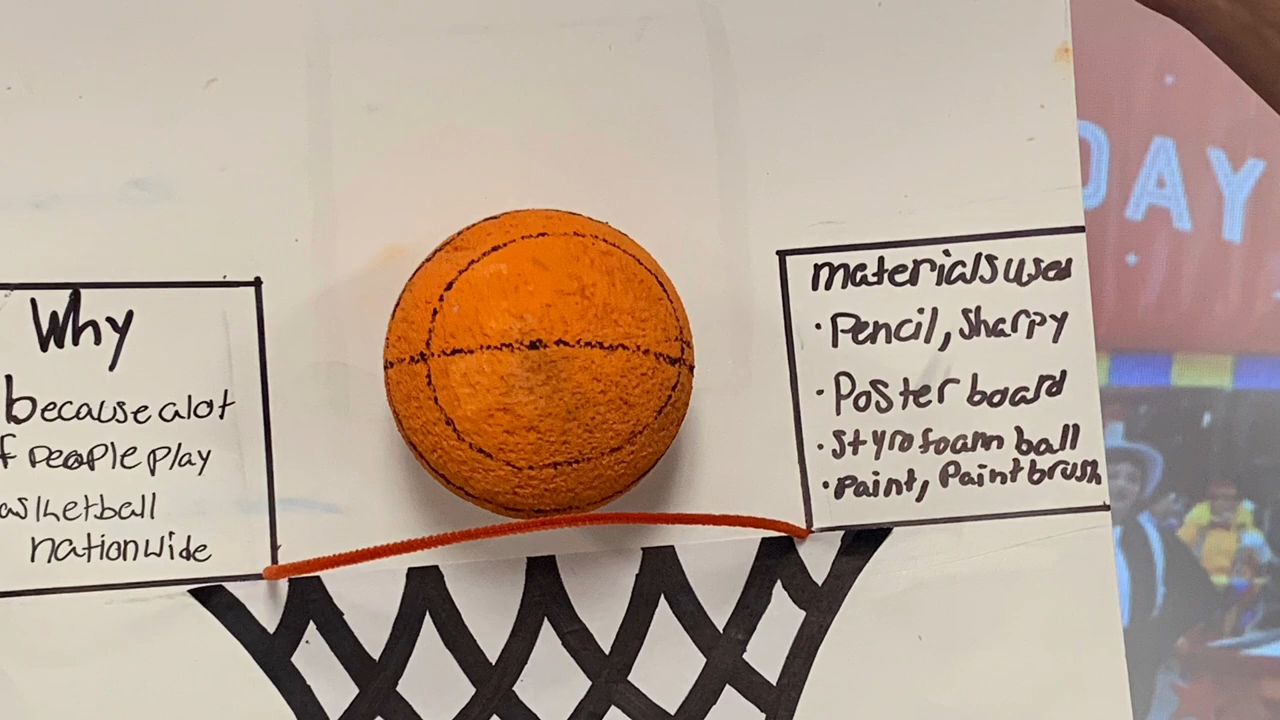 Why
because alot
f people play
asketball
nationwide
materials used
• Pencil, Sharpy
• Poster board
• Styrofoam ball
• Paint, Paintbrush
DAY